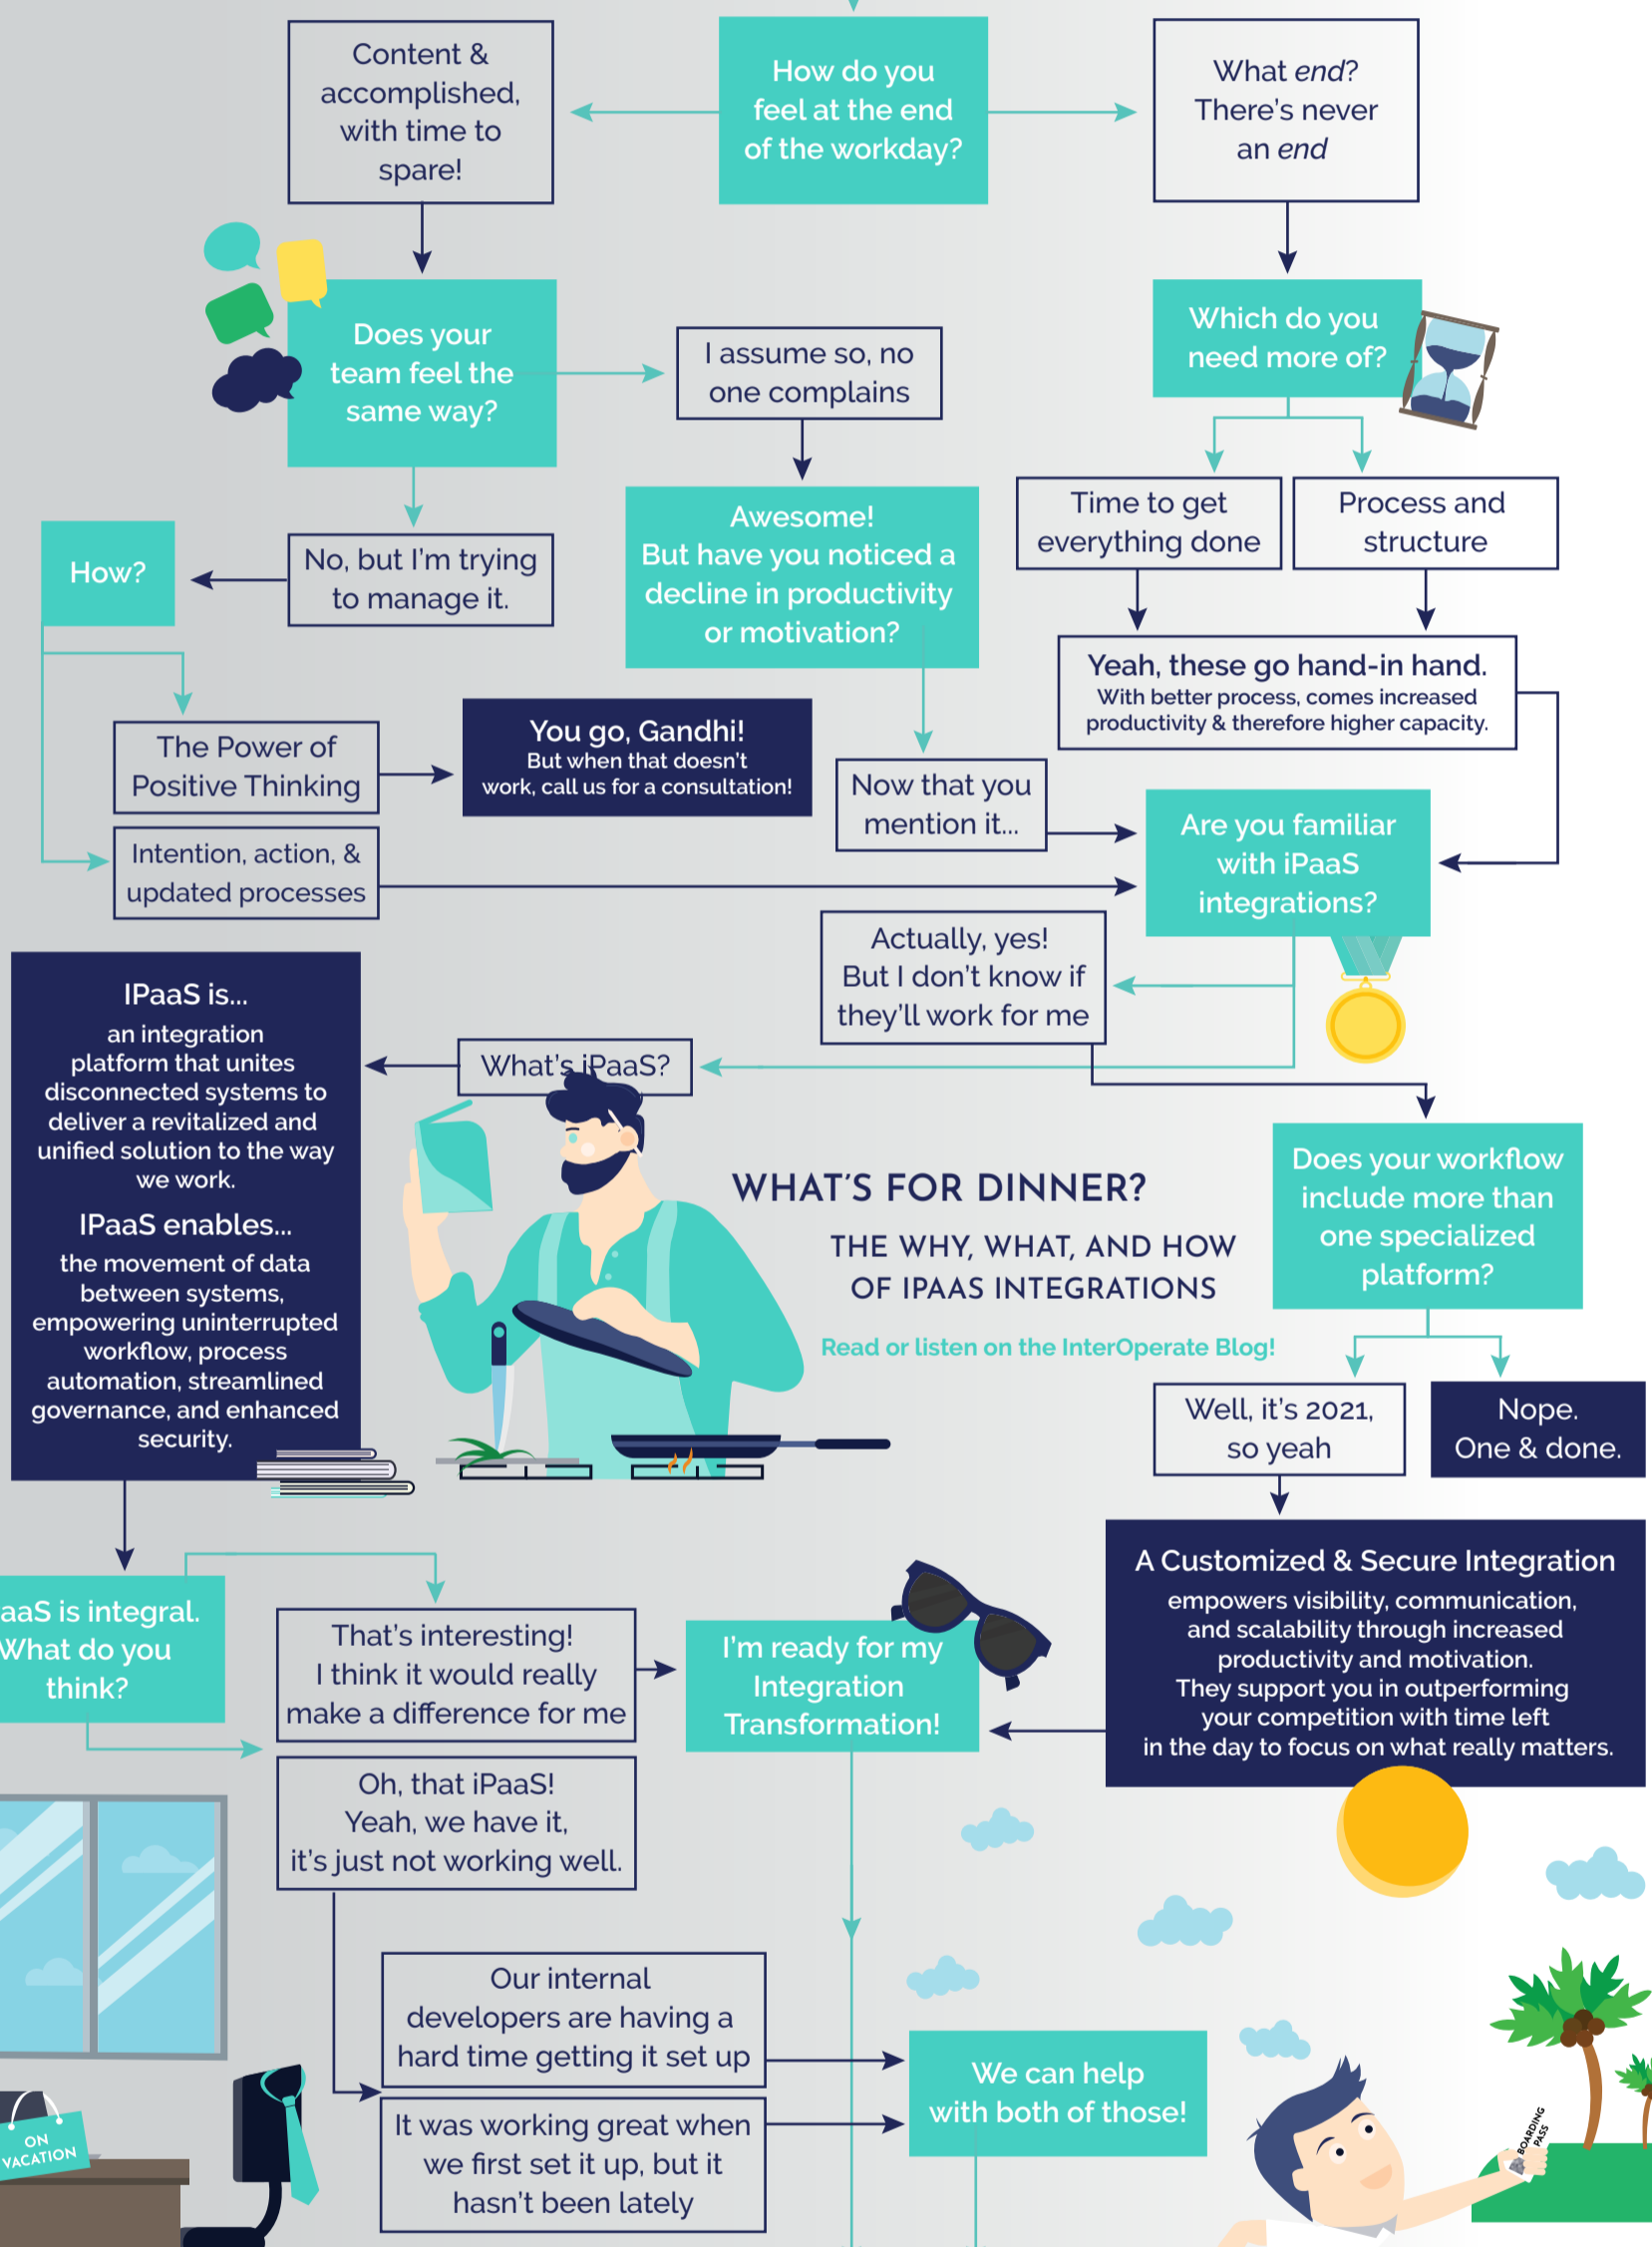 Content &
accomplished,
with time to
spare!
How do you
feel at the end
of the workday?
What end?
There's never
an end
Does your
team feel the
same way?
I assume so, no
one complains
Which do you
need more of?
Time to get
everything done
Process and
structure
How?
No, but I'm trying
to manage it.
Awesome!
But have you noticed a
decline in productivity
or motivation?
Yeah, these go hand-in hand.
With better process, comes increased
productivity & therefore higher capacity.
The Power of
Positive Thinking
You go, Gandhi!
But when that doesn't
work, call us for a consultation!
Now that you
mention it...
Are you familiar
with iPaaS
integrations?
Intention, action, &
updated processes
Actually, yes!
But I don't know if
they'll work for me
IPaaS is...
an integration
platform that unites
disconnected systems to
deliver a revitalized and
unified solution to the way
we work.
IPaaS enables...
the movement of data
between systems,
empowering uninterrupted
workflow, process
automation, streamlined
governance, and enhanced
security.
What's iPaaS?
WHAT'S FOR DINNER?
THE WHY, WHAT, AND HOW
OF IPAAS INTEGRATIONS
Read or listen on the InterOperate Blog!
Does your workflow
include more than
one specialized
platform?
Well, it's 2021,
so yeah
Nope.
One & done.
A Customized & Secure Integration
empowers visibility, communication,
and scalability through increased
productivity and motivation.
They support you in outperforming
your competition with time left
in the day to focus on what really matters.
aaS is integral.
What do you
think?
That's interesting!
I think it would really
make a difference for me
I'm ready for my
Integration
Transformation!
Oh, that iPaaS!
Yeah, we have it,
it's just not working well.
Our internal
developers are having a
hard time getting it set up
It was working great when
we first set it up, but it
hasn't been lately
We can help
with both of those!
ON
VACATION
BOARDING
PASS